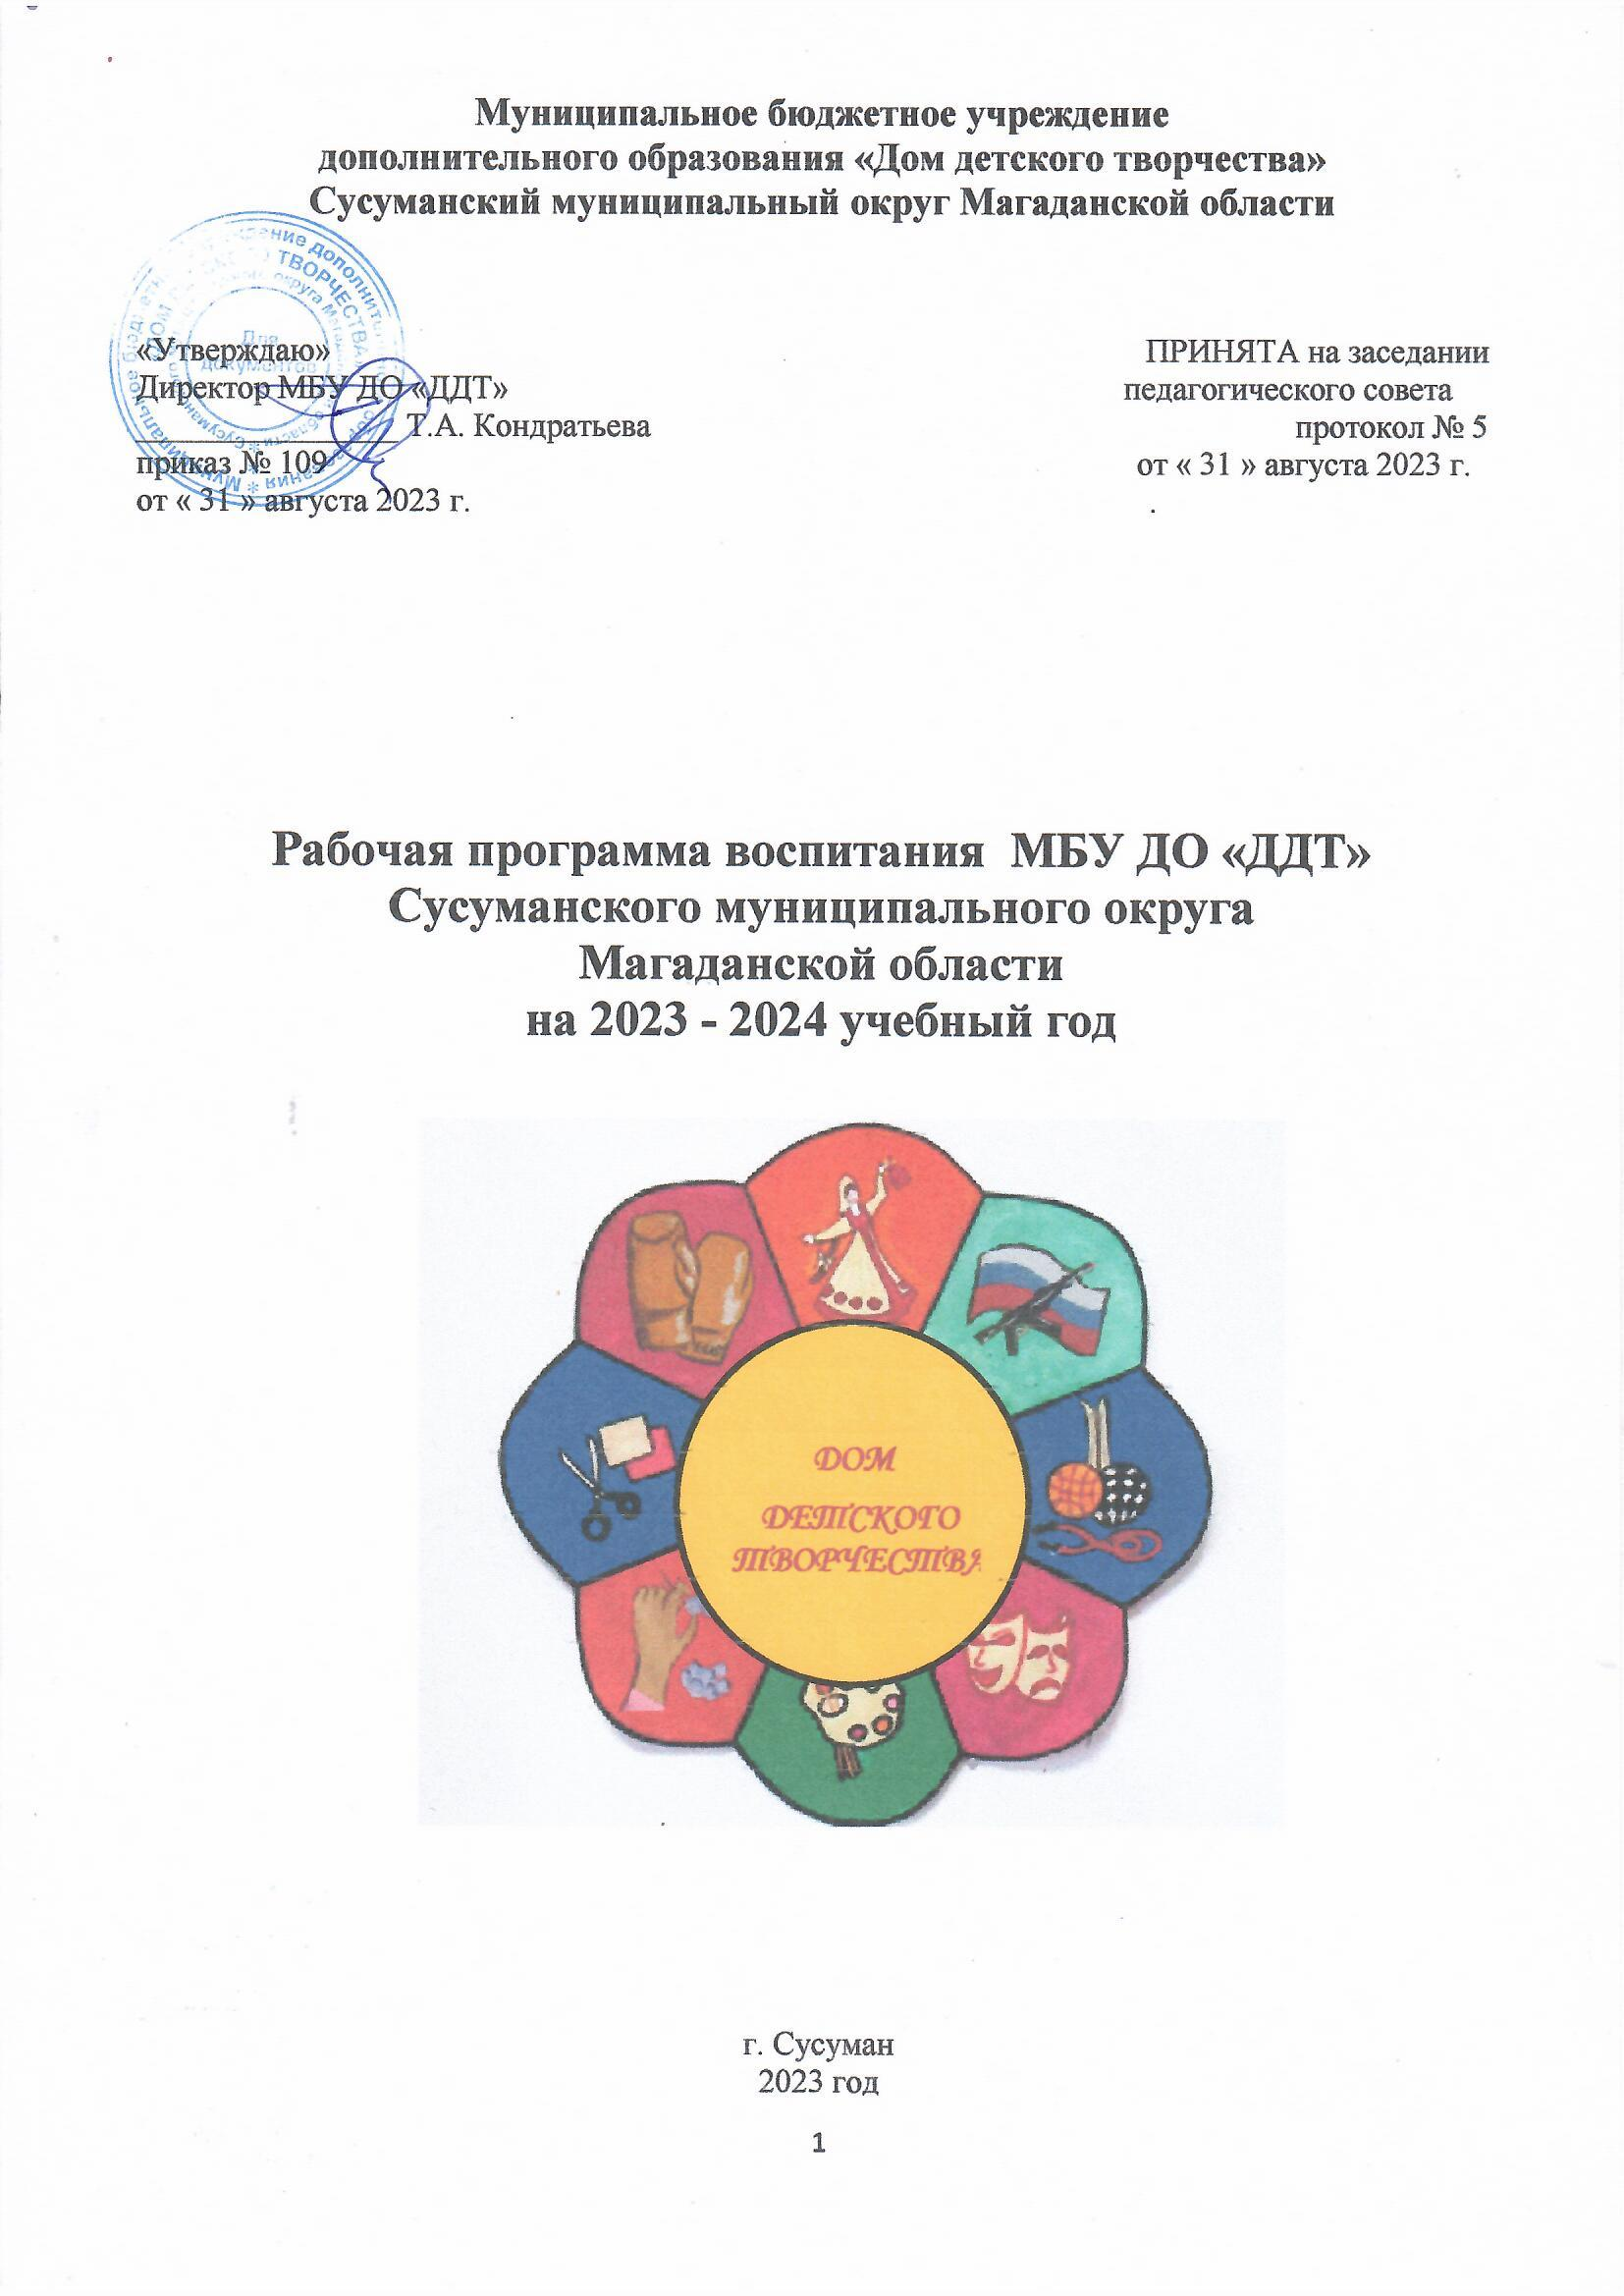 Муниципальное бюджетное учреждение
дополнительного образования «Дом детского творчества»
Сусуманский муниципальный округ Магаданской области
«Утверждаю»
Директор МБУ ДО «ДДТ»
Т.А. Кондратьева
приказ № 109
от « 31 » августа 2023 г.
ПРИНЯТА на заседании
педагогического совета
протокол № 5
от « 31 » августа 2023 г.
Для
документов
ТВОРЧЕСТВА
Рабочая программа воспитания МБУ ДО «ДДТ»
Сусуманского муниципального округа
Магаданской области
на 2023 - 2024 учебный год
ДОМ
ДЕТСКОГО
ТВОРЧЕСТВА
г. Сусуман
2023 год
1